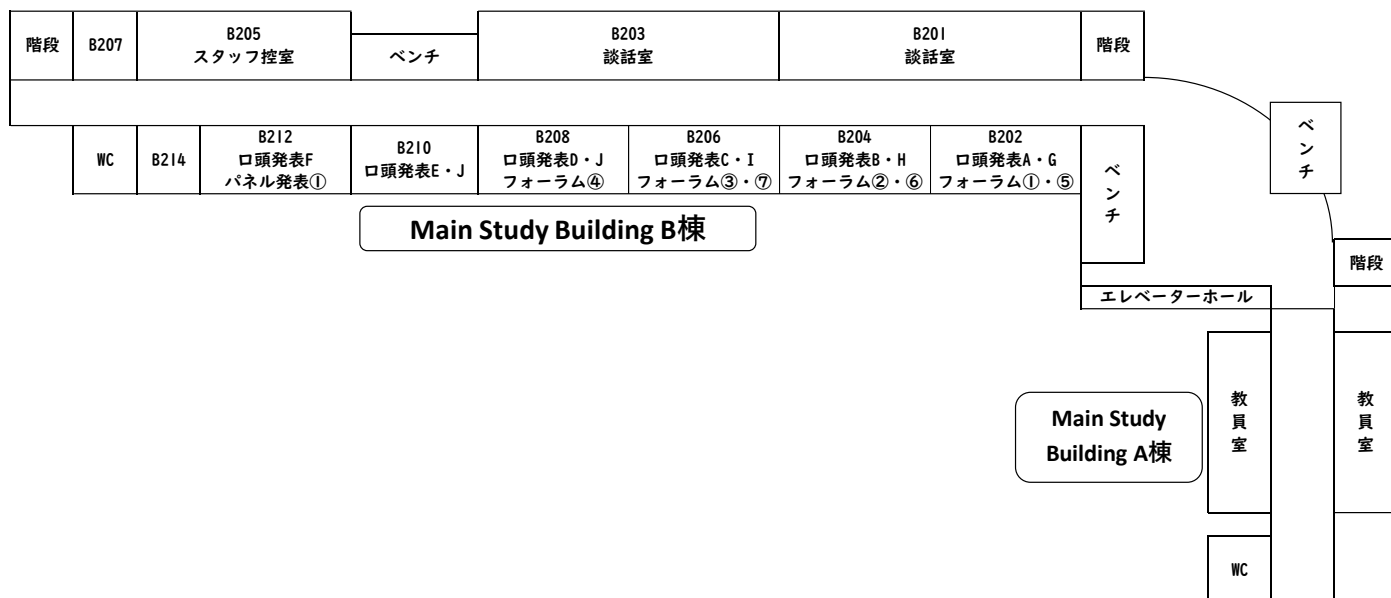 階段
B207
B205
スタッフ控室
ベンチ
B203
談話室
B201
談話室
階段
ベンチ
WC
B214
B212
口頭発表F
パネル発表①
B210
口頭発表E・J
B208
口頭発表D・J
フォーラム④
B206
口頭発表C・I
フォーラム③・⑦
B204
口頭発表B・H
フォーラム②・⑥
B202
口頭発表A・G
フォーラム①・⑤
ベンチ
Main Study Building B棟
階段
エレベーターホール
Main Study
Building A棟
教員室
教員室
WC